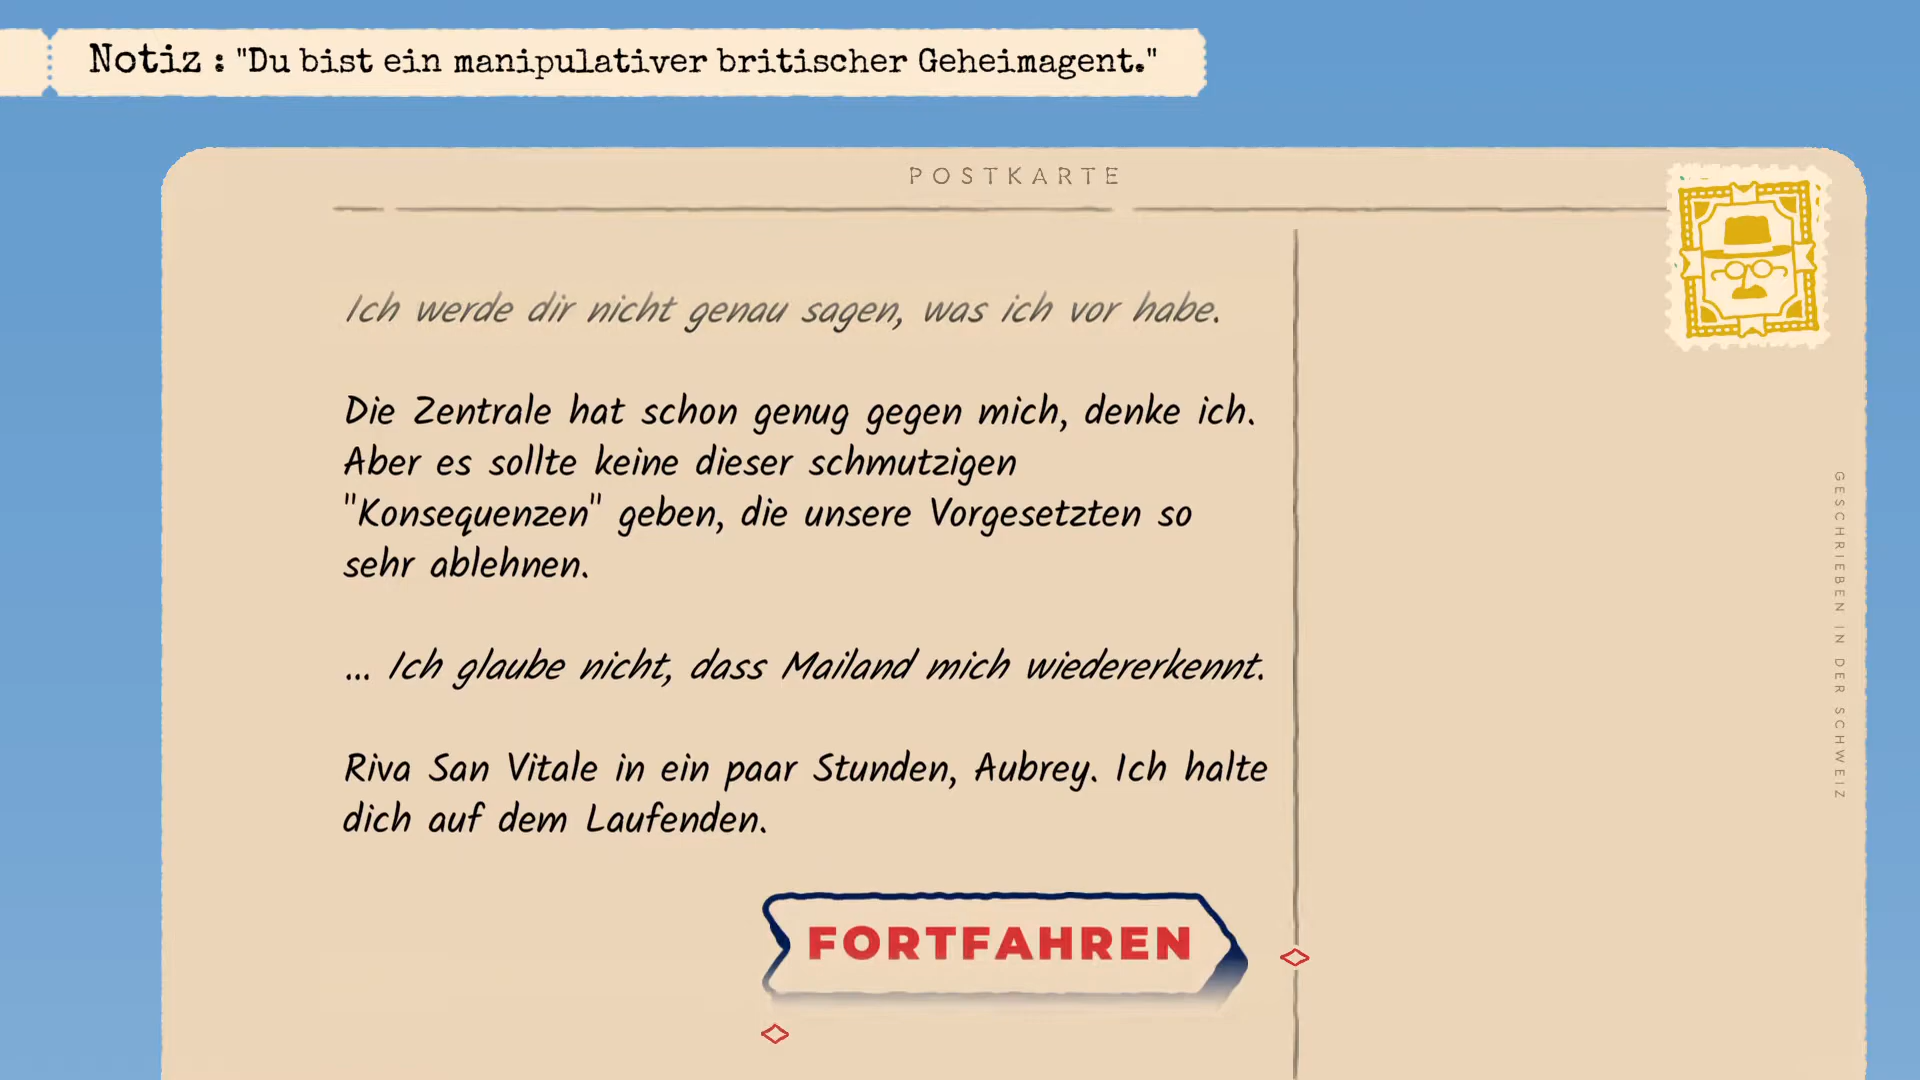 Notiz : "Du bist ein manipulativer britischer Geheimagent."
POSTKARTE
Ich werde dir nicht genau sagen, was ich vor habe.
Die Zentrale hat schon genug gegen mich, denke ich.
Aber es sollte keine dieser schmutzigen
"Konsequenzen" geben, die unsere Vorgesetzten so
sehr ablehnen.
... Ich glaube nicht, dass Mailand mich wiedererkennt.
Riva San Vitale in ein paar Stunden, Aubrey. Ich halte
dich auf dem Laufenden.
FORTFAHREN
GESCHRIEBEN IN DER SCHWEIZ